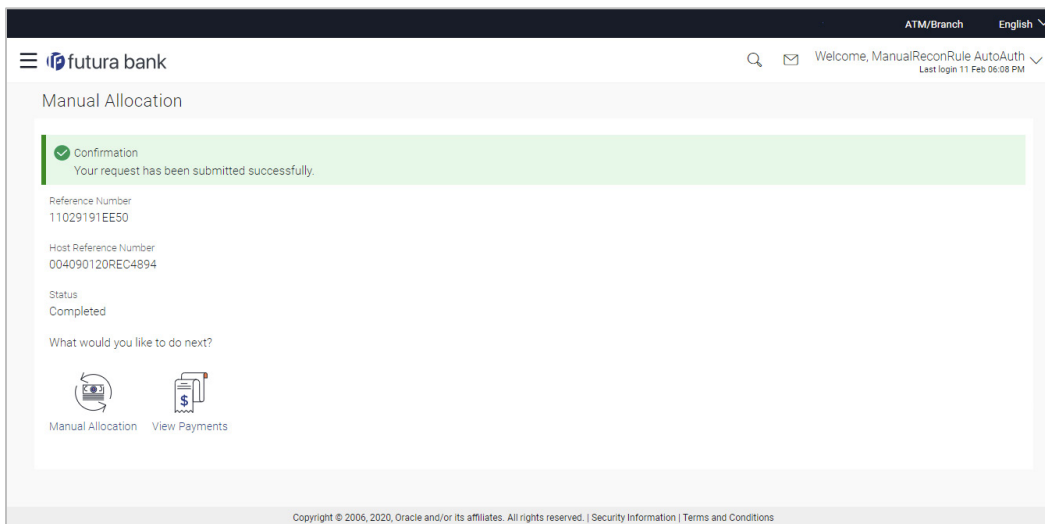 ATM/Branch English
futura bank
Welcome, ManualReconRule AutoAuth
Last login 11 Feb 06:08 PM
Manual Allocation
Confirmation
Your request has been submitted successfully.
Reference Number
11029191EE50
Host Reference Number
004090120REC4894
Status
Completed
What would you like to do next?
$
Manual Allocation View Payments
Copyright © 2006, 2020, Oracle and/or its affiliates. All rights reserved. | Security Information | Terms and Conditions